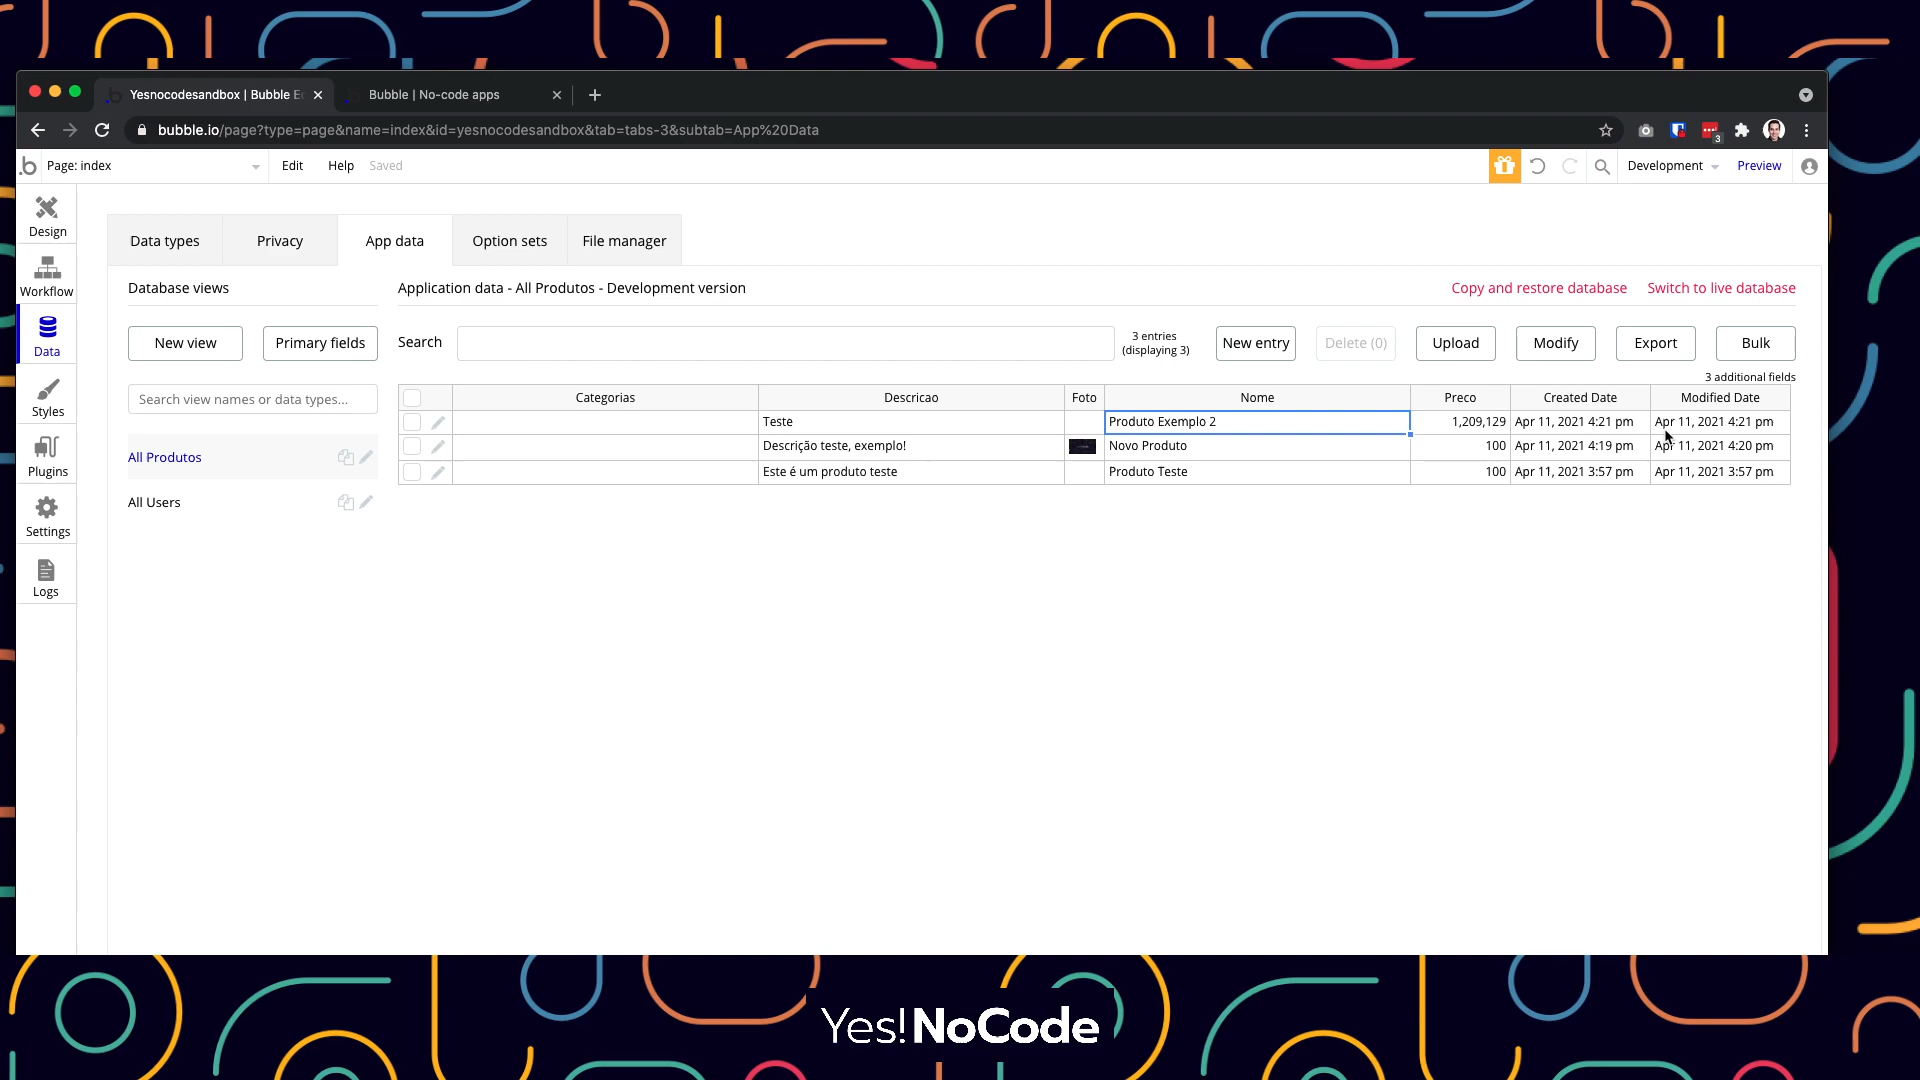 Yesnocodesandbox | Bubble E
Bubble | No-code apps
bubble.io/page?type=page&name=index&id=yesnocodesandbox&tab=tabs-3&subtab=App%20Data
3
Page: index
Edit
Help
Saved
Development
Preview
Design
Workflow
Data
Styles
Plugins
Settings
Logs
Data types
Privacy
App data
Option sets
File manager
Database views
Application data - All Produtos - Development version
Copy and restore database
Switch to live database
New view
Primary fields
Search
3 entries
(displaying 3)
New entry
Delete (0)
Upload
Modify
Export
Bulk
3 additional fields
Search view names or data types...
All Produtos
All Users
Categorias Descricao Foto Nome Preco Created Date Modified Date
Teste Produto Exemplo 2 1,209,129 Apr 11, 2021 4:21 pm Apr 11, 2021 4:21 pm
Descrição teste, exemplo! Novo Produto 100 Apr 11, 2021 4:19 pm Apr 11, 2021 4:20 pm
Este é um produto teste Produto Teste 100 Apr 11, 2021 3:57 pm Apr 11, 2021 3:57 pm
Yes!NoCode